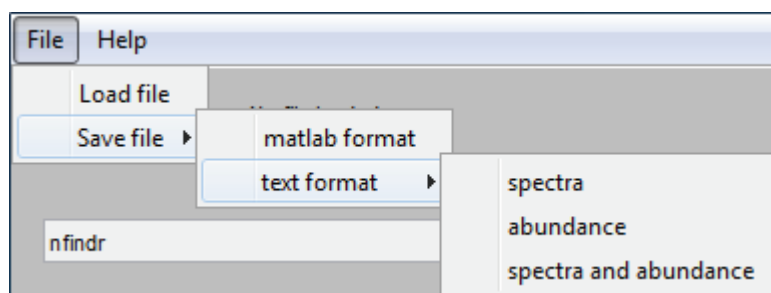 File Help
Load file
Save file
matlab format
text format
spectra
abundance
spectra and abundance
nfindr